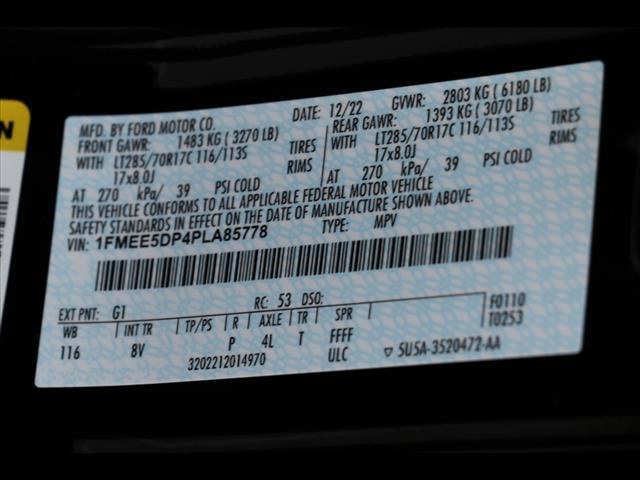 N
MFD. BY FORD MOTOR CO.
DATE: 12/22 GVWR: 2803 KG ( 6180 LB)
FRONT GAWR: 1483 KG ( 3270 LB)
REAR GAWR: 1393 KG ( 3070 LB)
WITH LT285/70R17C 116/113S TIRES
WITH LT285/70R17C 116/113S TIRES
17x8.0J RIMS
17x8.0J RIMS
AT 270 kPa/ 39 PSI COLD
AT 270 kPa/ 39 PSI COLD
THIS VEHICLE CONFORMS TO ALL APPLICABLE FEDERAL MOTOR VEHICLE
SAFETY STANDARDS IN EFFECT ON THE DATE OF MANUFACTURE SHOWN ABOVE.
VIN: 1FMEE5DP4PLA85778 TYPE: MPV
EXT PNT: G1 RC: 53 DSO: F0110
WB INT TR TP/PS R AXLE TR SPR T0253
116 8V P 4L T FFFF
3202212014970 ULC ▽ SU5A-3520472-AA